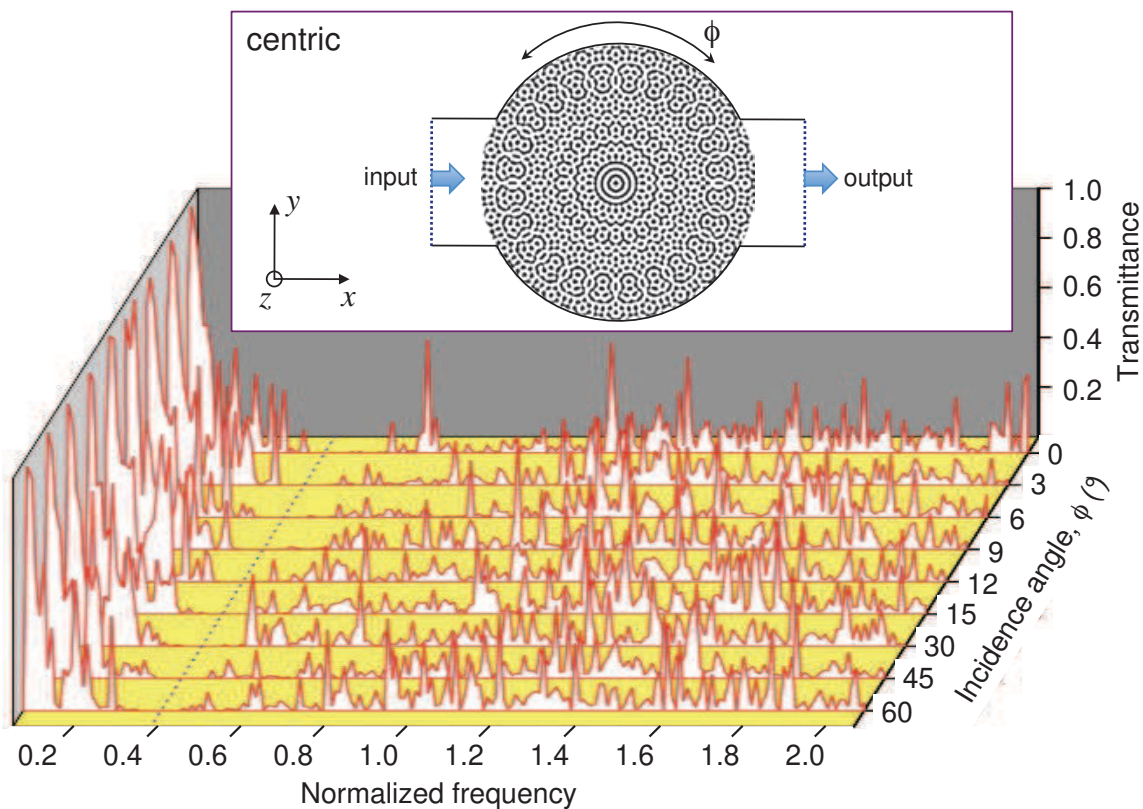 centric
ϕ
input
output
y
z
x
1.0
0.8
0.6
0.4
0.2
Transmittance
0
3
6
9
12
15
30
45
60
Incidence angle, ϕ (°)
0.2 0.4 0.6 0.8 1.0 1.2 1.4 1.6 1.8 2.0
Normalized frequency